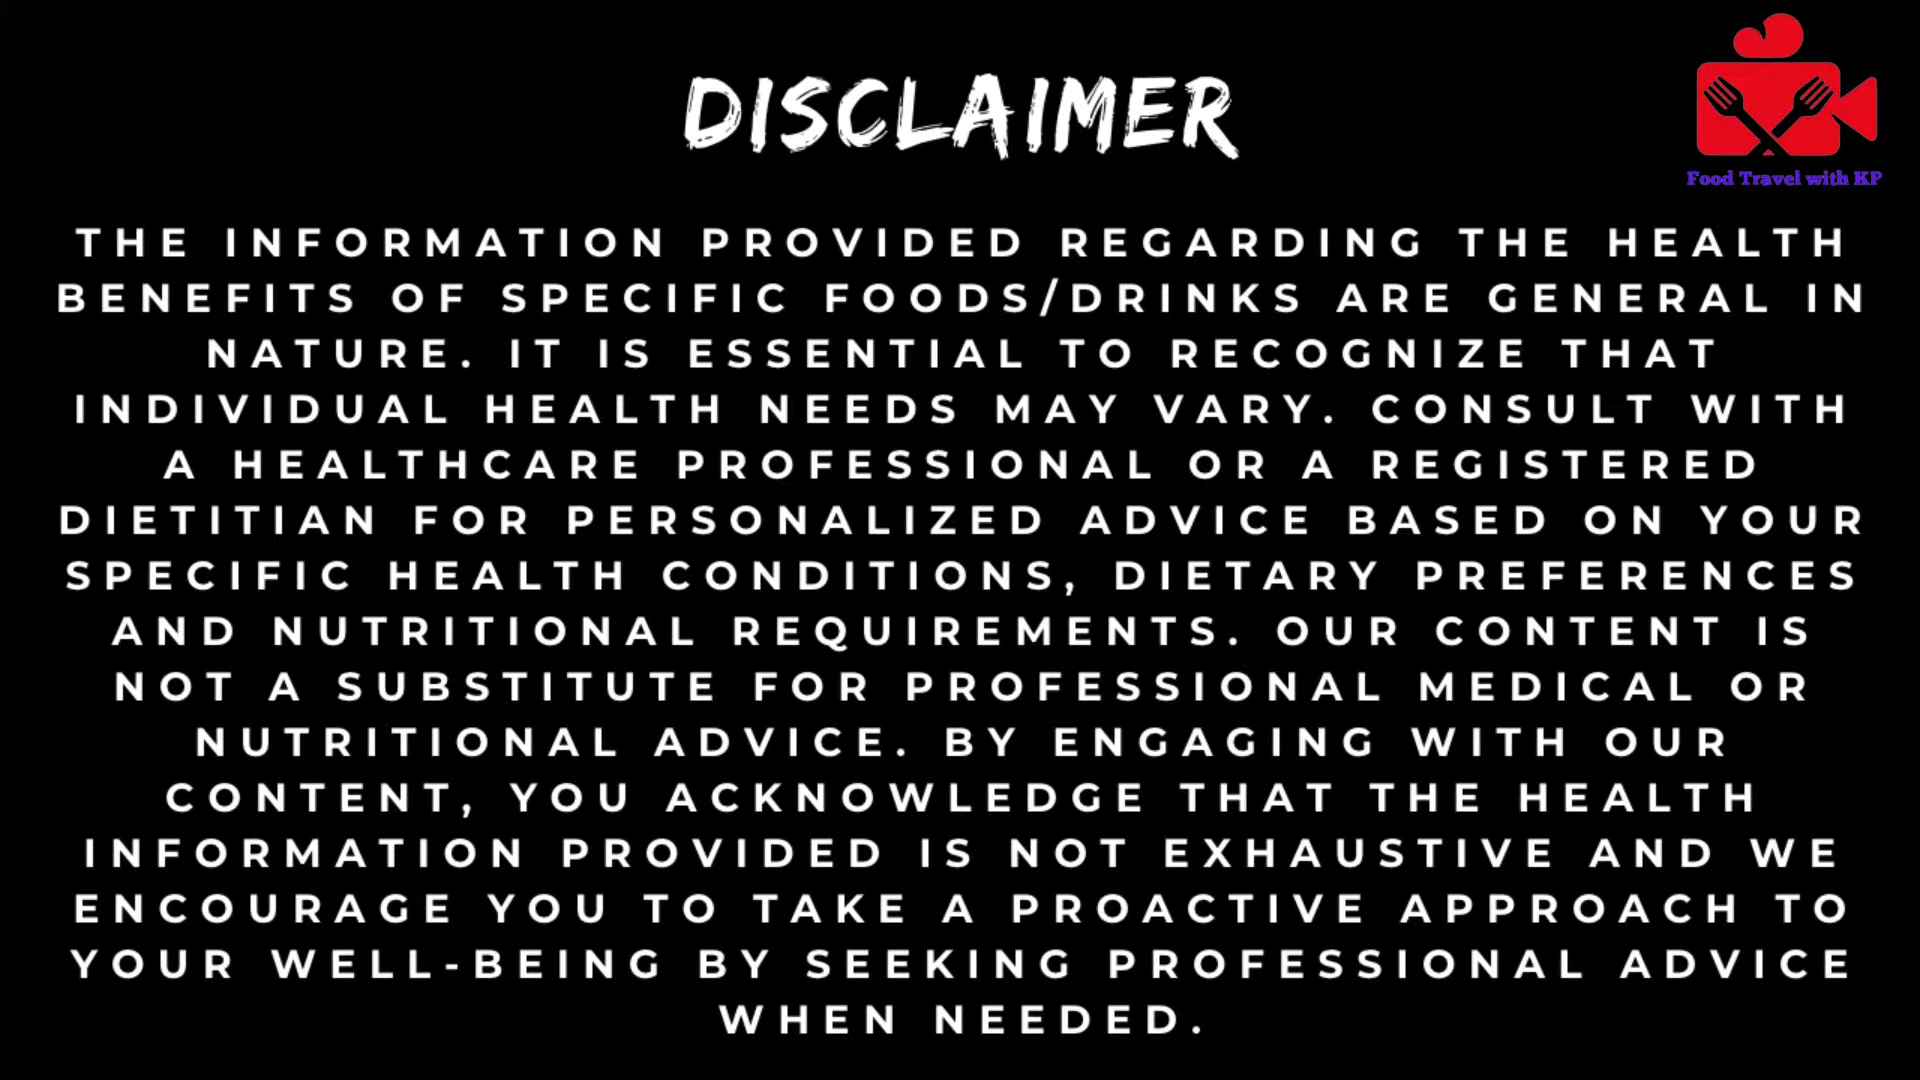 DISCLAIMER
Food Travel with KP
THE INFORMATION PROVIDED REGARDING THE HEALTH
BENEFITS OF SPECIFIC FOODS/DRINKS ARE GENERAL IN
NATURE. IT IS ESSENTIAL TO RECOGNIZE THAT
INDIVIDUAL HEALTH NEEDS MAY VARY. CONSULT WITH
A HEALTHCARE PROFESSIONAL OR A REGISTERED
DIETITIAN FOR PERSONALIZED ADVICE BASED ON YOUR
SPECIFIC HEALTH CONDITIONS, DIETARY PREFERENCES
AND NUTRITIONAL REQUIREMENTS. OUR CONTENT IS
NOT A SUBSTITUTE FOR PROFESSIONAL MEDICAL OR
NUTRITIONAL ADVICE. BY ENGAGING WITH OUR
CONTENT, YOU ACKNOWLEDGE THAT THE HEALTH
INFORMATION PROVIDED IS NOT EXHAUSTIVE AND WE
ENCOURAGE YOU TO TAKE A PROACTIVE APPROACH TO
YOUR WELL-BEING BY SEEKING PROFESSIONAL ADVICE
WHEN NEEDED.